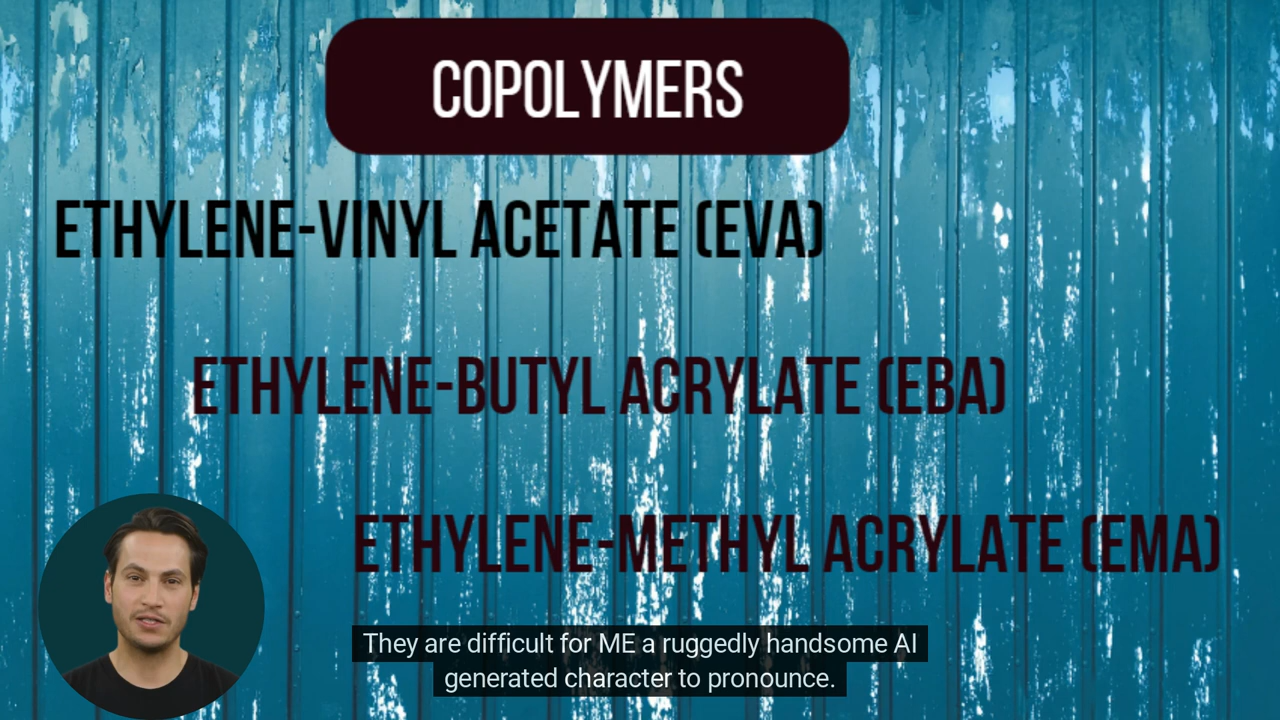 COPOLYMERS
ETHYLENE-VINYL ACETATE (EVA)
ETHYLENE-BUTYL ACRYLATE (EBA)
ETHYLENE-METHYL ACRYLATE (EMA)
They are difficult for ME a ruggedly handsome AI
generated character to pronounce.